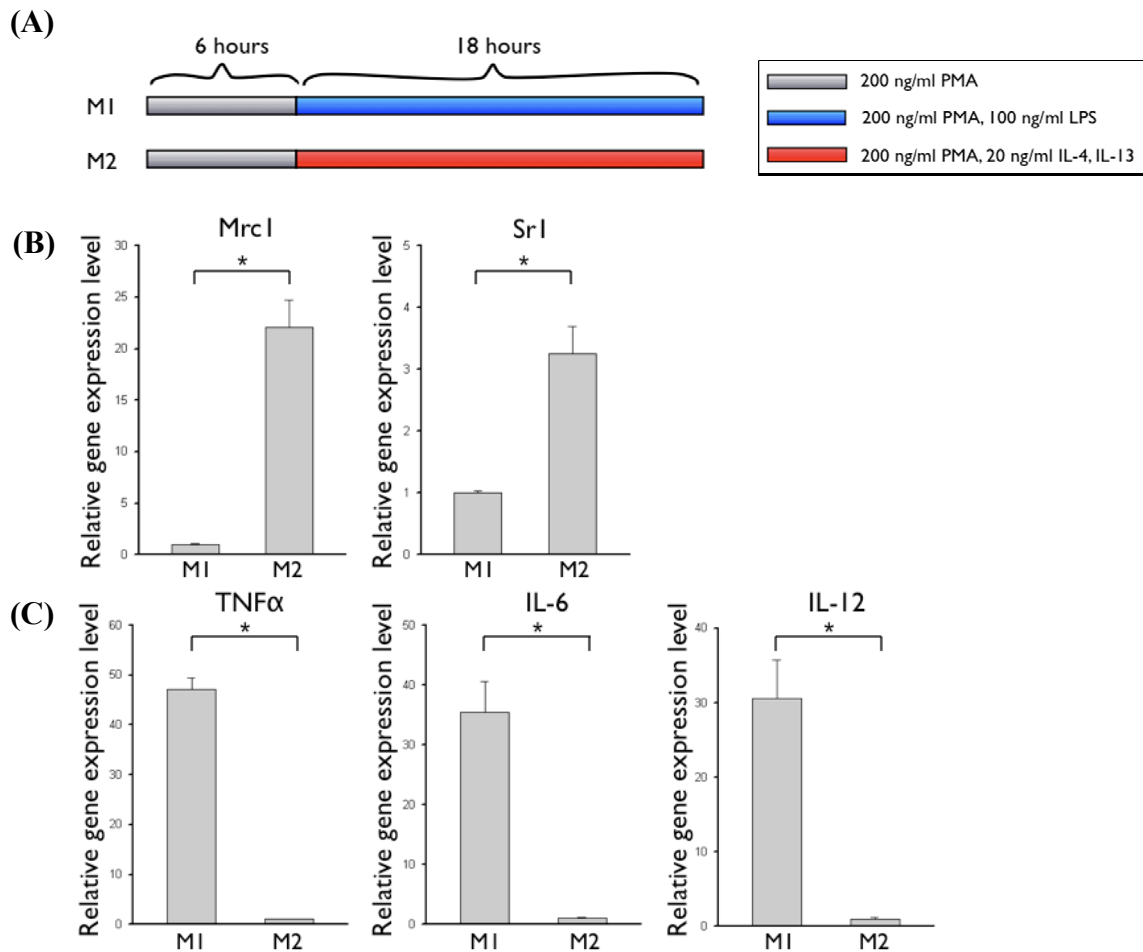 (A)
6 hours
18 hours
M1
M2
200 ng/ml PMA
200 ng/ml PMA, 100 ng/ml LPS
200 ng/ml PMA, 20 ng/ml IL-4, IL-13
(B)
Mrc1
Relative gene expression level
30
25
20
15
10
5
0
*
M1
M2
Sr1
Relative gene expression level
5
4
3
2
1
0
*
M1
M2
(C)
TNFα
Relative gene expression level
60
50
40
30
20
10
0
*
M1
M2
IL-6
Relative gene expression level
50
40
30
20
10
0
*
M1
M2
IL-12
Relative gene expression level
40
30
20
10
0
*
M1
M2